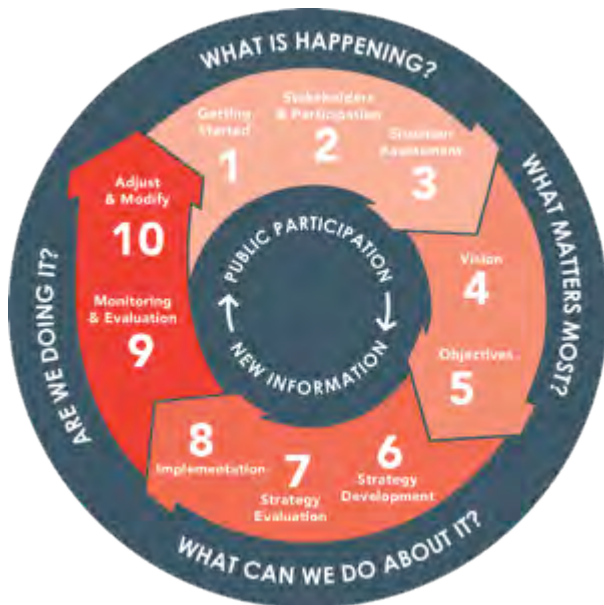 WHAT IS HAPPENING?
Getting
Started
1
Stakeholders
& Participation
2
Situation
Assessment
3
WHAT MATTERS MOST?
Vision
4
Objectives
5
6
Strategy
Development
7
Strategy
Evaluation
8
Implementation
WHAT CAN WE DO ABOUT IT?
Monitoring
& Evaluation
9
Adjust
& Modify
10
ARE WE DOING IT?
PUBLIC PARTICIPATION
NEW INFORMATION